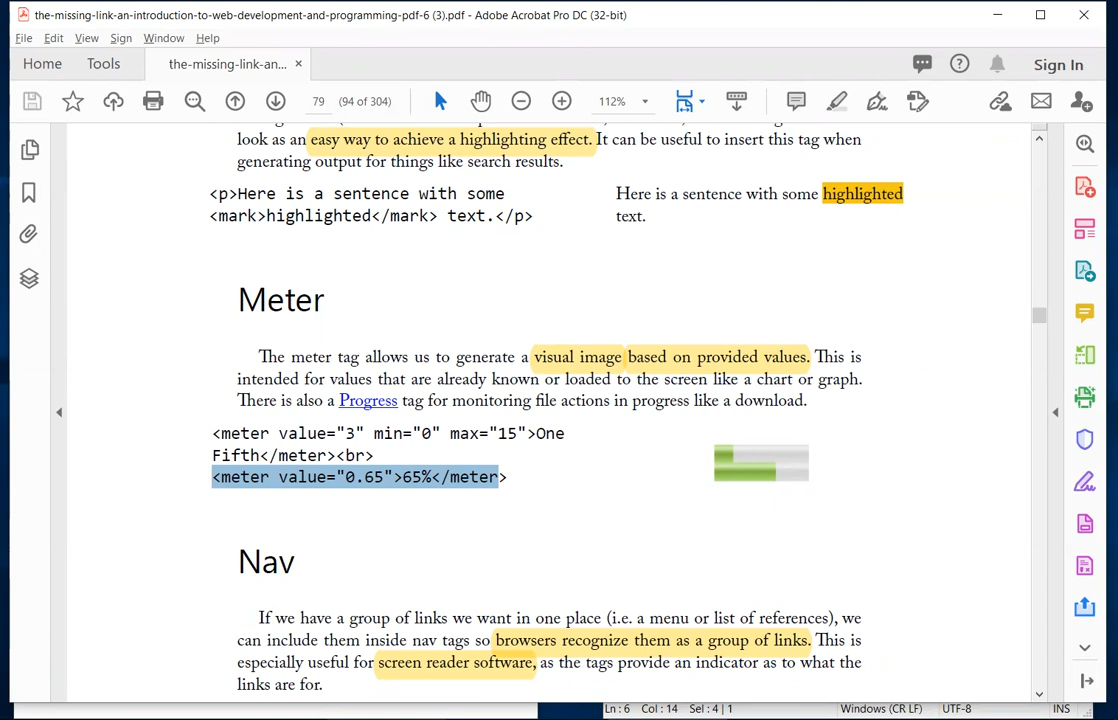 the-missing-link-an-introduction-to-web-development-and-programming-pdf-6 (3).pdf - Adobe Acrobat Pro DC (32-bit)
File Edit View Sign Window Help
Home Tools the-missing-link-an... × Sign In
79 (94 of 304) 112%
look as an easy way to achieve a highlighting effect. It can be useful to insert this tag when
generating output for things like search results.
<p>Here is a sentence with some
<mark>highlighted</mark> text.</p>
Here is a sentence with some highlighted
text.
Meter
The meter tag allows us to generate a visual image based on provided values. This is
intended for values that are already known or loaded to the screen like a chart or graph.
There is also a Progress tag for monitoring file actions in progress like a download.
<meter value="3" min="0" max="15">One
Fifth</meter><br>
<meter value="0.65">65%</meter>
Nav
If we have a group of links we want in one place (i.e. a menu or list of references), we
can include them inside nav tags so browsers recognize them as a group of links. This is
especially useful for screen reader software, as the tags provide an indicator as to what the
links are for.
Ln : 6 Col : 14 Sel : 4 | 1 Windows (CR LF) UTF-8 INS